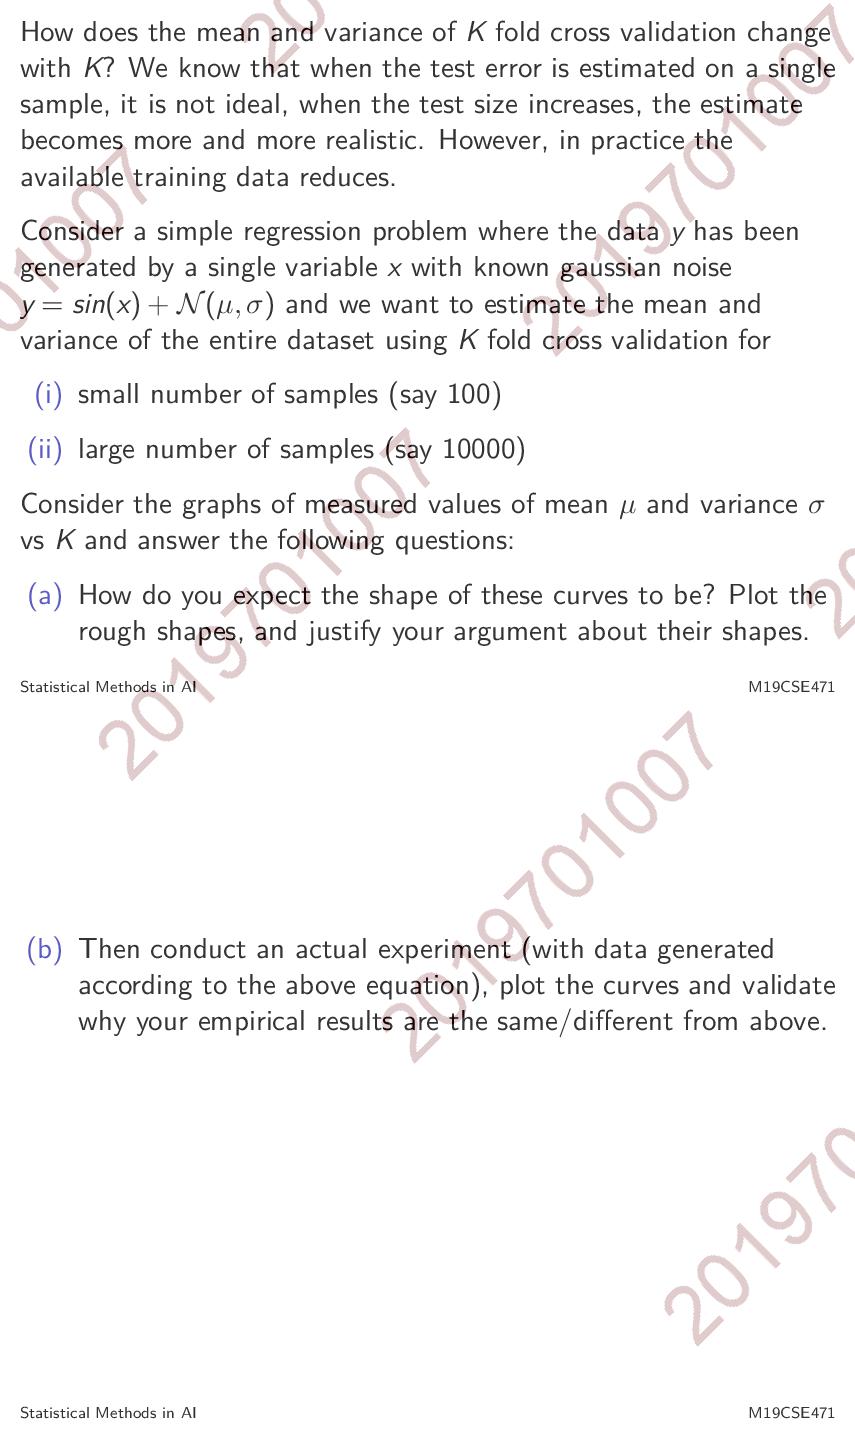 How does the mean and variance of K fold cross validation change
with K? We know that when the test error is estimated on a single
sample, it is not ideal, when the test size increases, the estimate
becomes more and more realistic. However, in practice the
available training data reduces.
Consider a simple regression problem where the data y has been
generated by a single variable x with known gaussian noise
y = sin(x) + 𝒩(μ, σ) and we want to estimate the mean and
variance of the entire dataset using K fold cross validation for
(i) small number of samples (say 100)
(ii) large number of samples (say 10000)
Consider the graphs of measured values of mean μ and variance σ
vs K and answer the following questions:
(a) How do you expect the shape of these curves to be? Plot the
rough shapes, and justify your argument about their shapes.
Statistical Methods in AI
M19CSE471
(b) Then conduct an actual experiment (with data generated
according to the above equation), plot the curves and validate
why your empirical results are the same/different from above.
Statistical Methods in AI
M19CSE471
2019701007
2019701007
2019701007